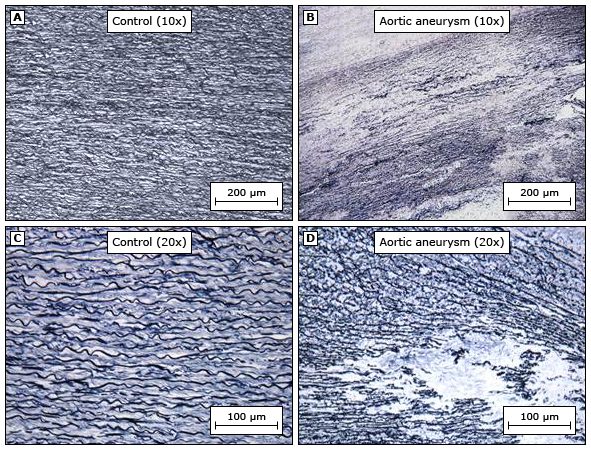 A
Control (10x)
200 µm
B
Aortic aneurysm (10x)
200 µm
C
Control (20x)
100 µm
D
Aortic aneurysm (20x)
100 µm